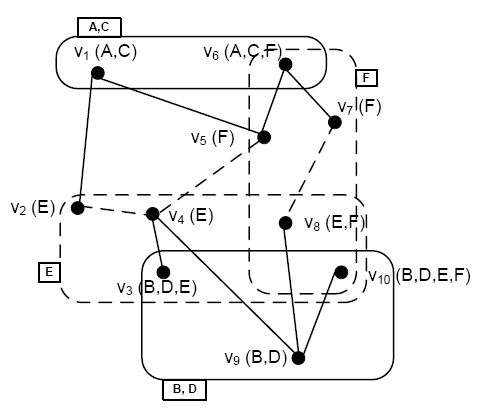 A,C
v1 (A,C)
v6 (A,C,F)
F
v7 (F)
v5 (F)
v2 (E)
v4 (E)
v8 (E,F)
E
v3 (B,D,E)
v10 (B,D,E,F)
v9 (B,D)
B, D